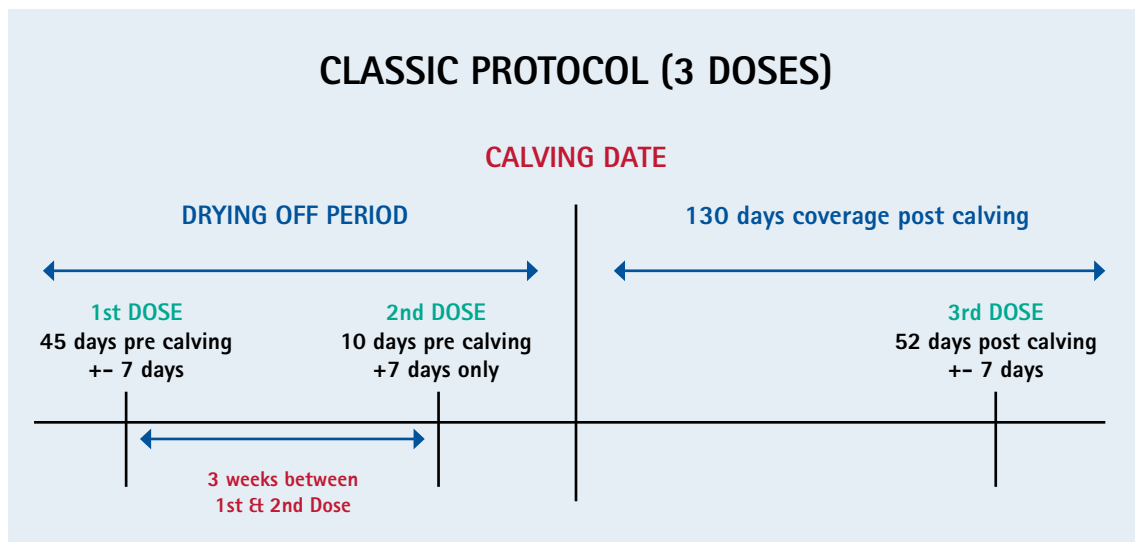 CLASSIC PROTOCOL (3 DOSES)
CALVING DATE
DRYING OFF PERIOD
130 days coverage post calving
1st DOSE
45 days pre calving
+- 7 days
2nd DOSE
10 days pre calving
+7 days only
3rd DOSE
52 days post calving
+- 7 days
3 weeks between
1st & 2nd Dose